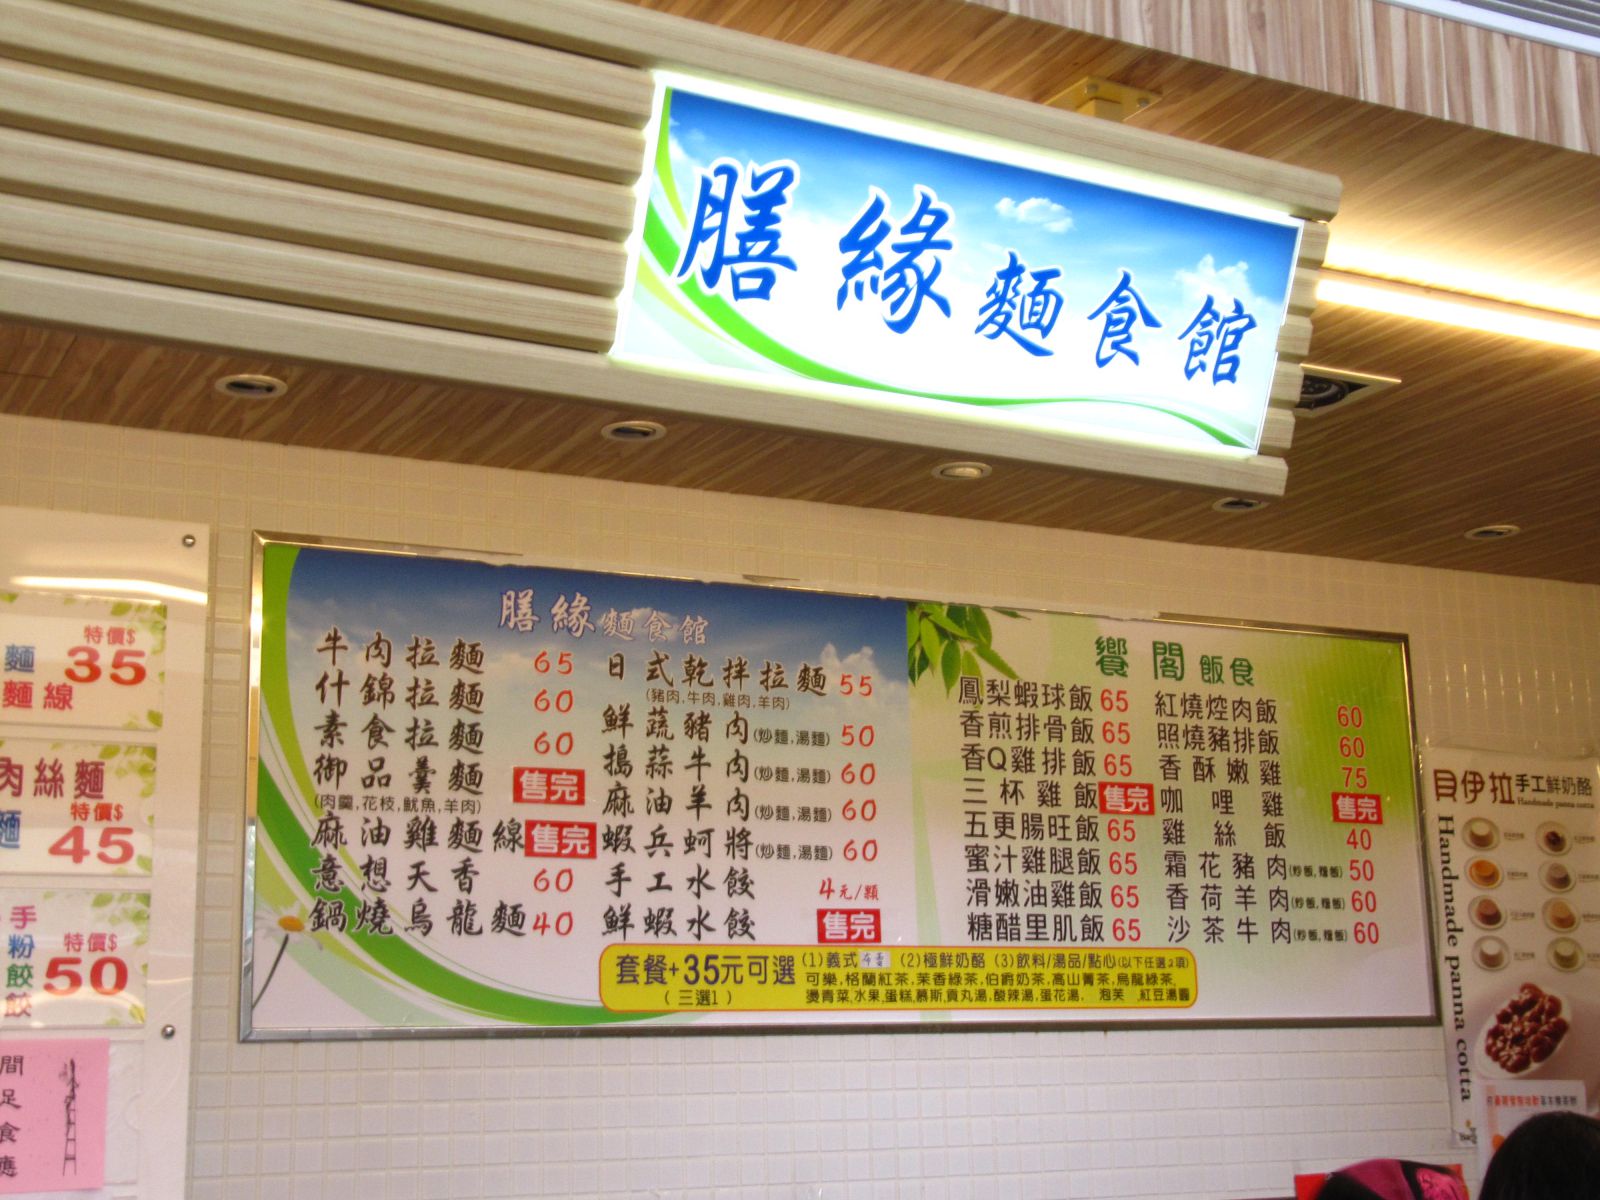 膳緣麵食館
膳緣麵食館
牛肉拉麵 65
什錦拉麵 60
素食拉麵 60
御品羹麵 售完
(肉羹,花枝,魷魚,羊肉)
麻油雞麵線 售完
意想天香 60
鍋燒烏龍麵 40
日式乾拌拉麵 55
(豬肉,牛肉,雞肉,羊肉)
鮮蔬豬肉(炒麵,湯麵) 50
搗蒜牛肉(炒麵,湯麵) 60
麻油羊肉(炒麵,湯麵) 60
蝦兵蚵將(炒麵,湯麵) 60
手工水餃 4元/顆
鮮蝦水餃 售完
饗閣飯食
鳳梨蝦球飯 65
香煎排骨飯 65
香Q雞排飯 65
三杯雞飯 售完
五更腸旺飯 65
蜜汁雞腿飯 65
滑嫩油雞飯 65
糖醋里肌飯 65
紅燒焢肉飯 60
照燒豬排飯 60
香酥嫩雞 75
咖哩雞 售完
雞絲飯 40
霜花豬肉(炒飯,燴飯) 50
香荷羊肉(炒飯,燴飯) 60
沙茶牛肉(炒飯,燴飯) 60
套餐+35元可選
(三選1)
(1)義式 (2)極鮮奶酪 (3)飲料/湯品/點心(以下任選2項)
可樂,格蘭紅茶,茉香綠茶,伯爵奶茶,高山菁茶,烏龍綠茶,
燙青菜,水果,蛋糕,慕斯,貢丸湯,酸辣湯,蛋花湯, 泡芙 紅豆湯圓
特價$
麵 35
麵線
肉絲麵
特價$
麵 45
手
粉 特價$
餃 50
餃
間
足
食
應
貝伊拉手工鮮奶酪
Handmade panna cotta
Handmade panna cotta